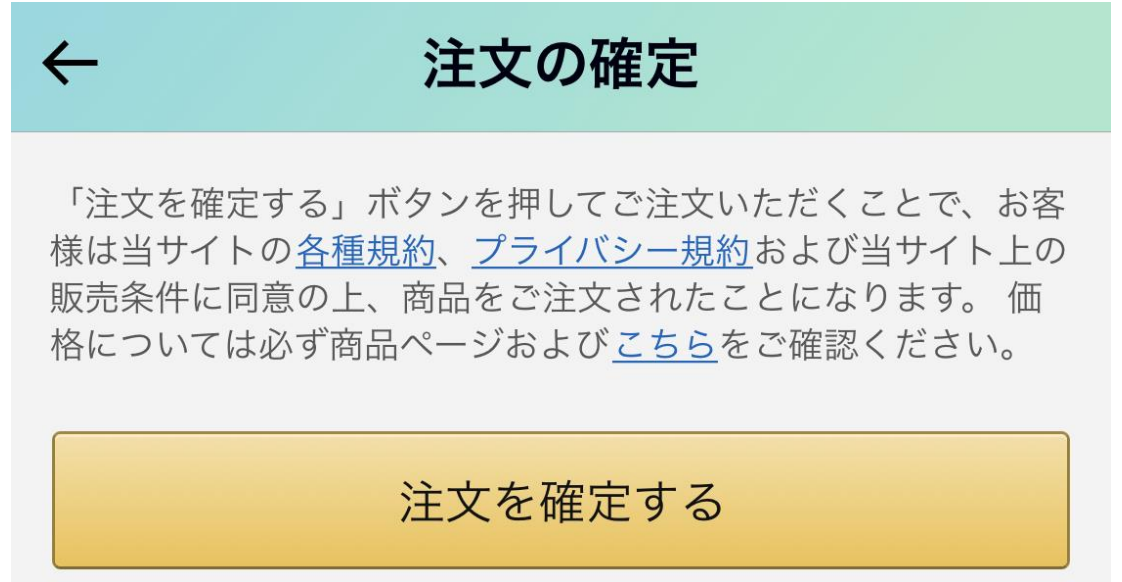 注文の確定
「注文を確定する」ボタンを押してご注文いただくことで、お客
様は当サイトの各種規約、プライバシー規約および当サイト上の
販売条件に同意の上、商品をご注文されたことになります。 価
格については必ず商品ページおよびこちらをご確認ください。
注文を確定する